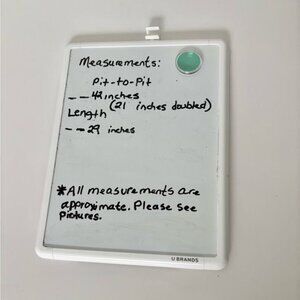 Measurements:
Pit-to-Pit
-- 42 inches
(21 inches doubled)
Length
-- 29 inches
*All measurements are
approximate. Please see
pictures.
U BRANDS